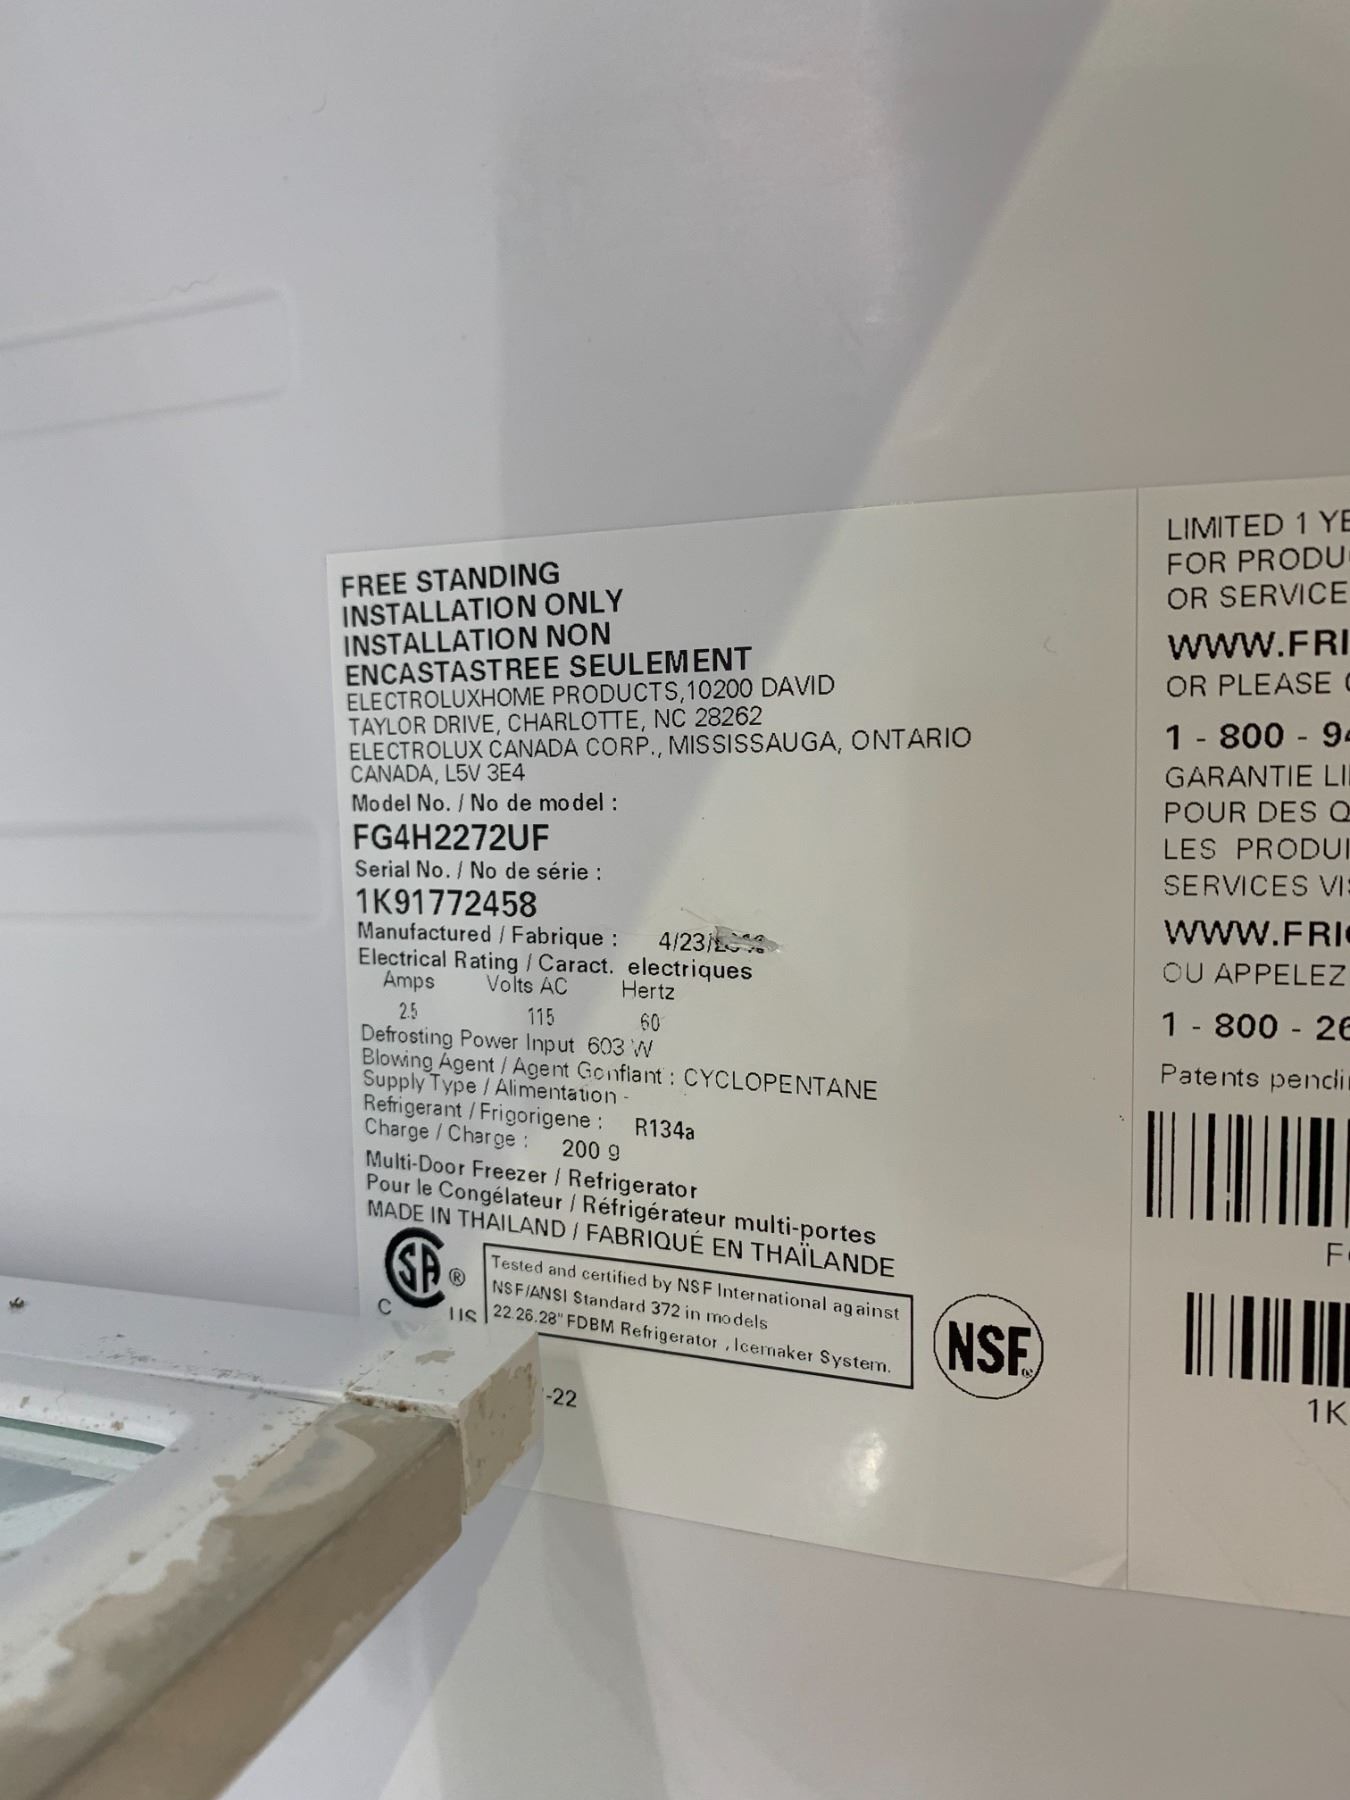 FREE STANDING
INSTALLATION ONLY
INSTALLATION NON
ENCASTASTREE SEULEMENT
ELECTROLUXHOME PRODUCTS,10200 DAVID
TAYLOR DRIVE, CHARLOTTE, NC 28262
ELECTROLUX CANADA CORP., MISSISSAUGA, ONTARIO
CANADA, L5V 3E4
Model No. / No de model :
FG4H2272UF
Serial No. / No de série :
1K91772458
Manufactured / Fabrique : 4/23/
Electrical Rating / Caract. electriques
Amps Volts AC Hertz
2.5 115 60
Defrosting Power Input 603 W
Blowing Agent / Agent Gonflant : CYCLOPENTANE
Supply Type / Alimentation -
Refrigerant / Frigorigene : R134a
Charge / Charge : 200 g
Multi-Door Freezer / Refrigerator
Pour le Congélateur / Réfrigérateur multi-portes
MADE IN THAILAND / FABRIQUÉ EN THAÏLANDE
SA ®
C US
Tested and certified by NSF International against
NSF/ANSI Standard 372 in models
22.26.28" FDBM Refrigerator , Icemaker System.
NSF
-22
LIMITED 1 YE
FOR PRODU
OR SERVICE
WWW.FRI
OR PLEASE
1 - 800 - 94
GARANTIE LI
POUR DES Q
LES PRODUI
SERVICES VIS
WWW.FRI
OU APPELEZ
1 - 800 - 26
Patents pendi
F
1K